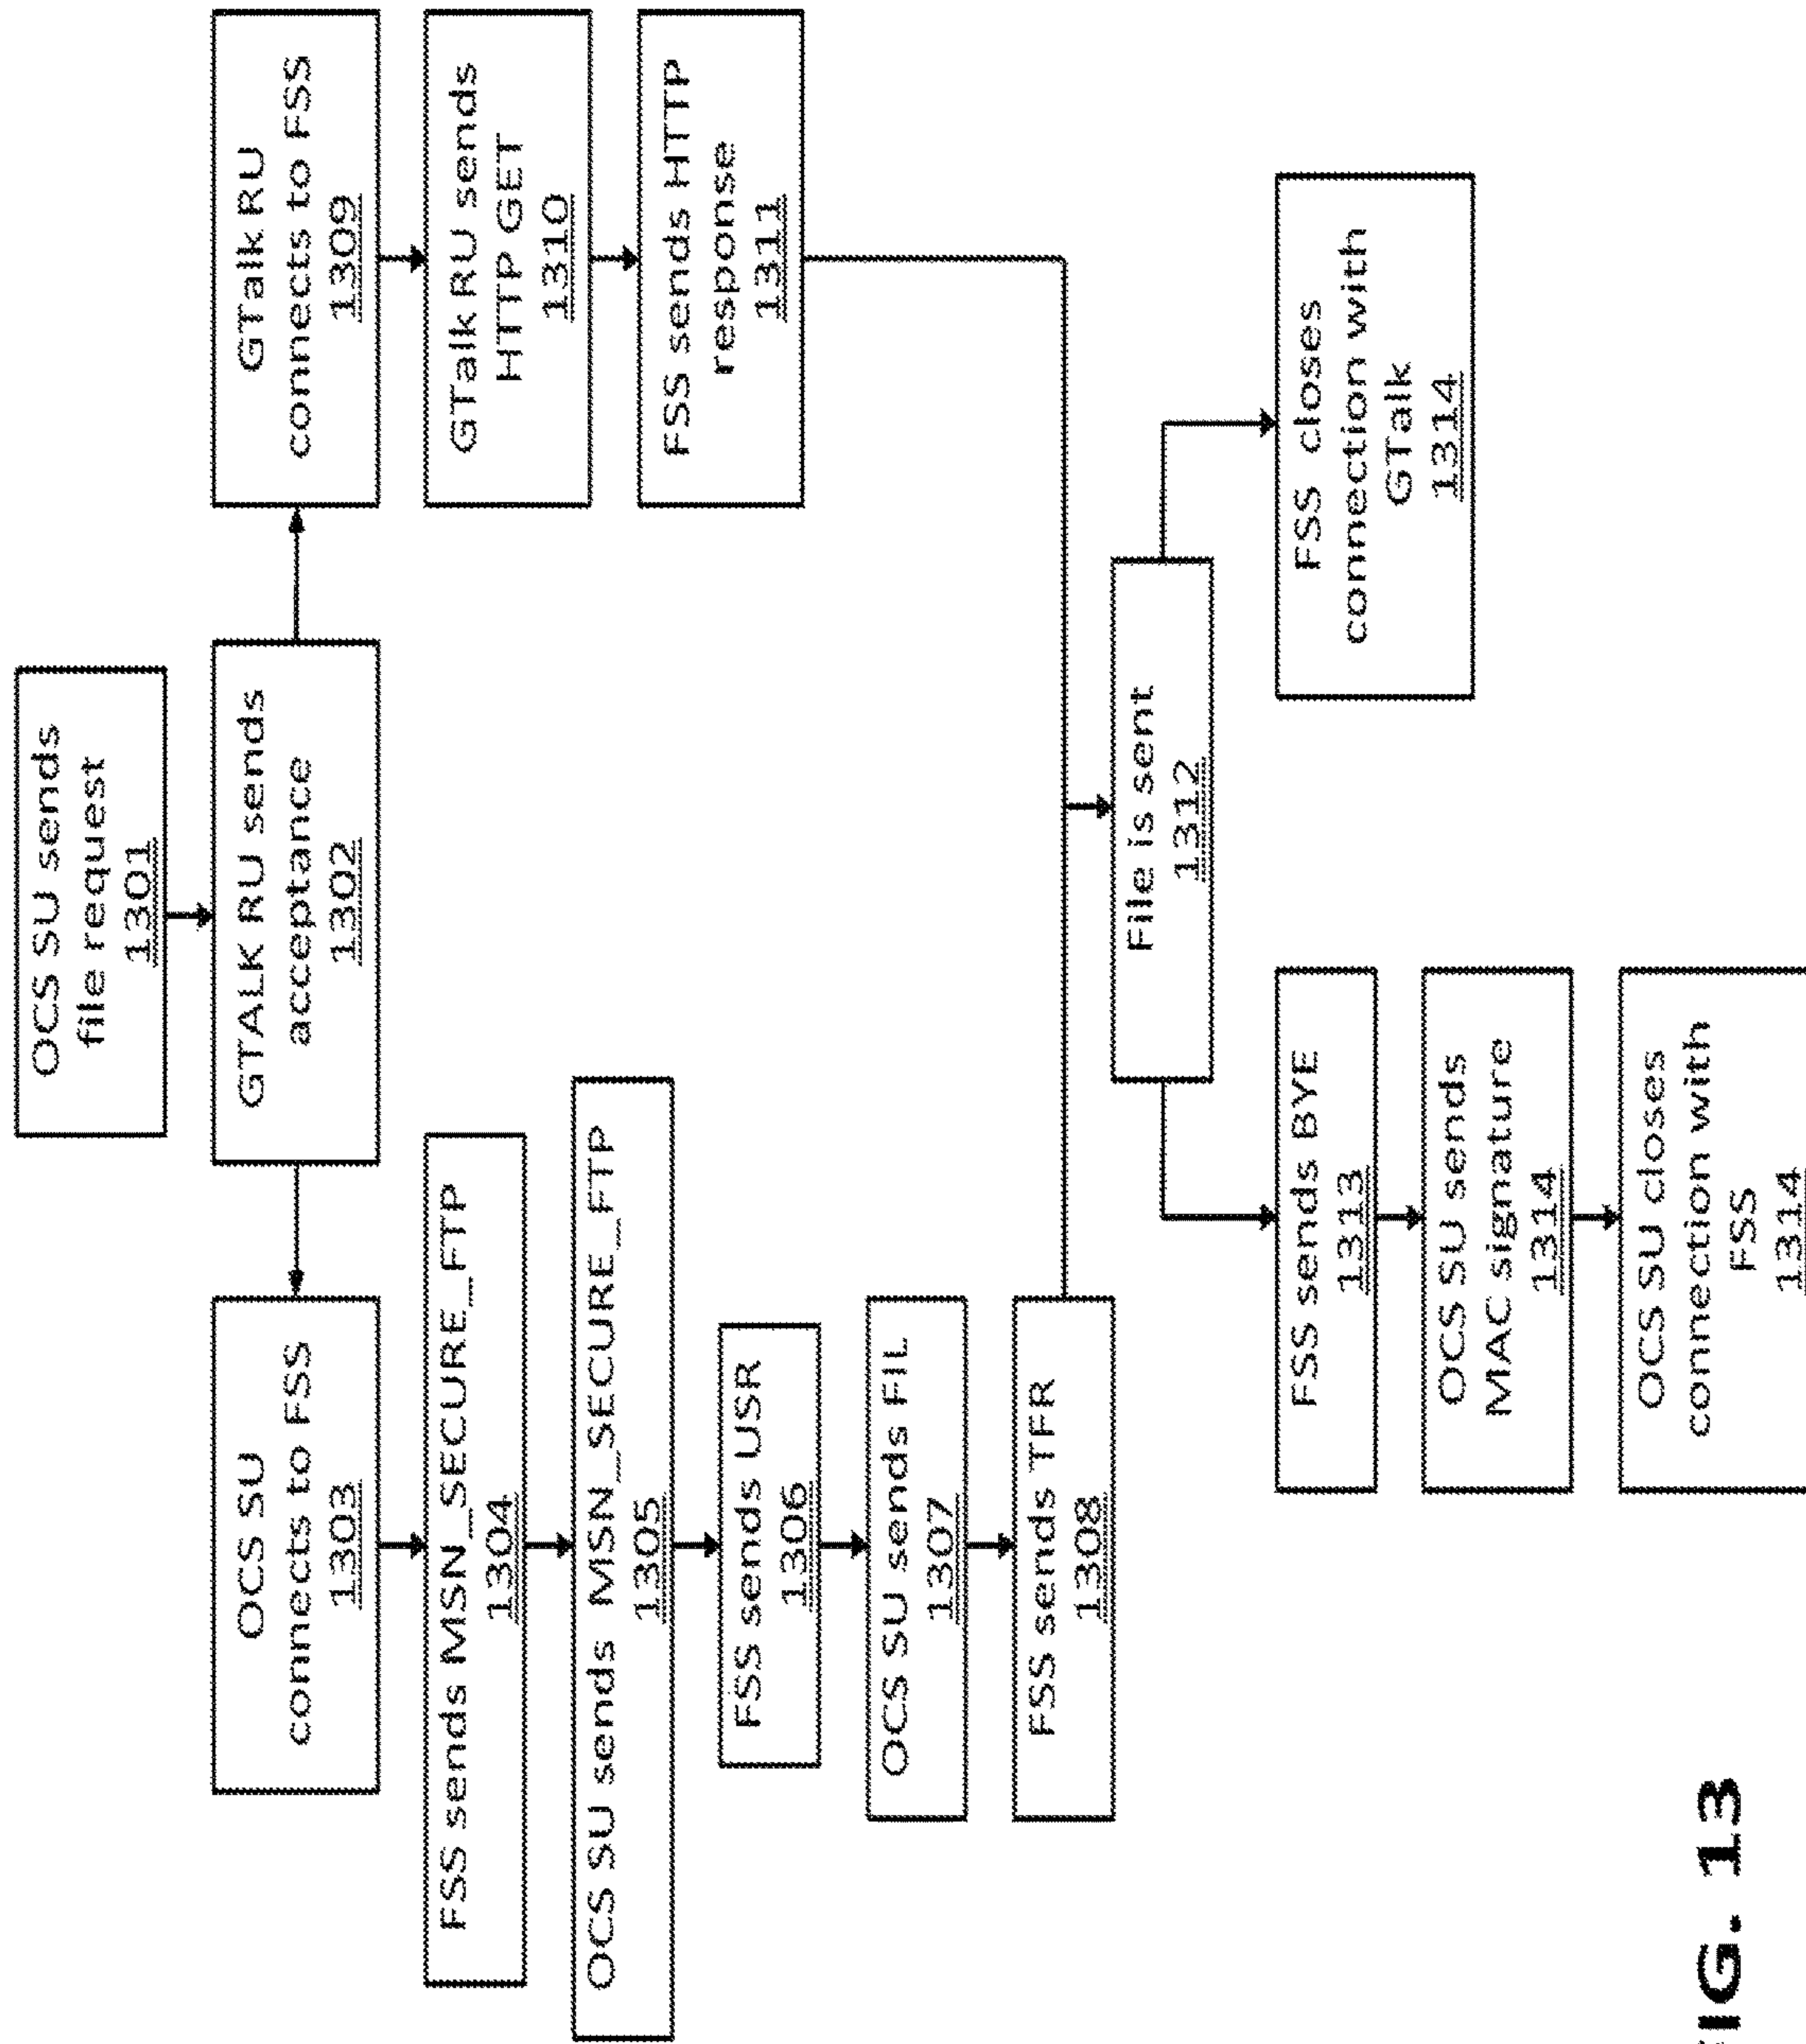 OCS SU sends
file request
1301
GTALK RU sends
acceptance
1302
OCS SU
connects to FSS
1303
FSS sends MSN_SECURE_FTP
1304
OCS SU sends MSN_SECURE_FTP
1305
FSS sends USR
1306
OCS SU sends FIL
1307
FSS sends TFR
1308
GTalk RU
connects to FSS
1309
GTalk RU sends
HTTP GET
1310
FSS sends HTTP
response
1311
File is sent
1312
FSS sends BYE
1313
OCS SU sends
MAC signature
1314
OCS SU closes
connection with
FSS
1314
FSS closes
connection with
GTalk
1314
FIG. 13